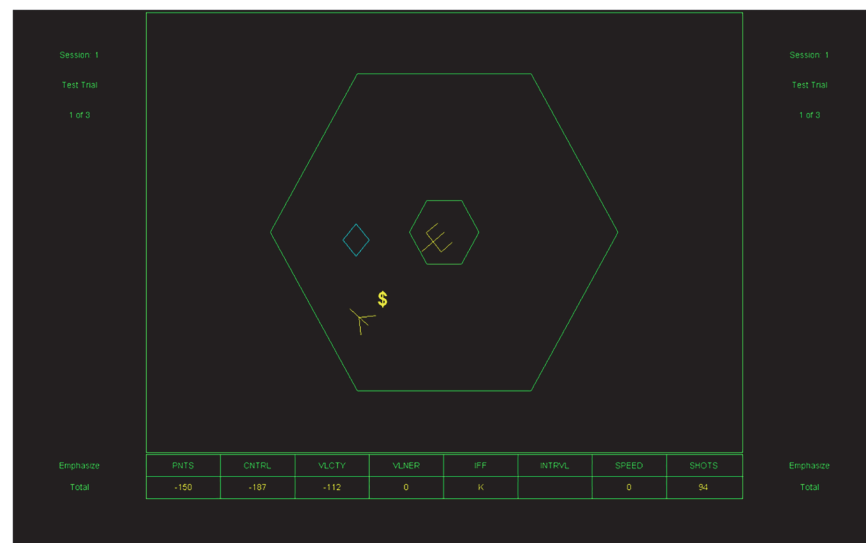 Session: 1
Session: 1
Test Trial
Test Trial
1 of 3
1 of 3
$
Emphasize
PNTS CNTRL VLCTY VLNER IFF INTRVL SPEED SHOTS
Emphasize
Total
-150 -187 -112 0 K 0 94
Total